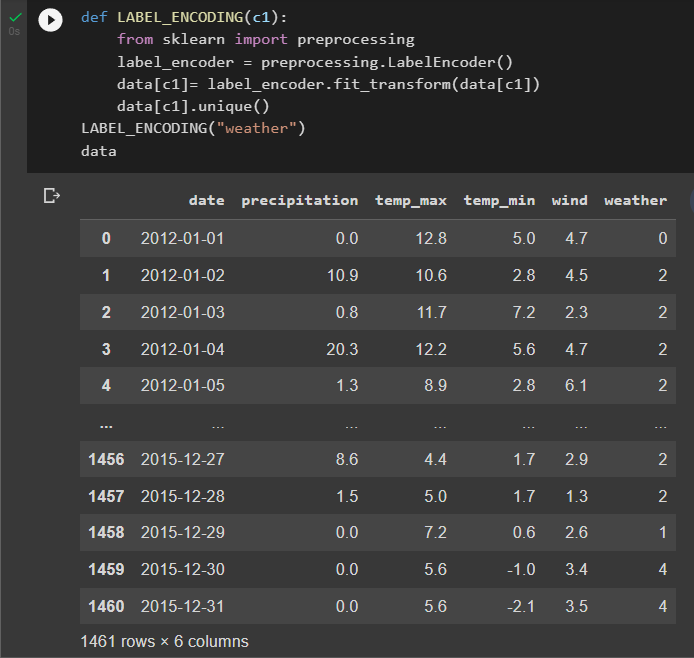 0s
def LABEL_ENCODING(c1):
from sklearn import preprocessing
label_encoder = preprocessing.LabelEncoder()
data[c1]= label_encoder.fit_transform(data[c1])
data[c1].unique()
LABEL_ENCODING("weather")
data
date precipitation temp_max temp_min wind weather
0 2012-01-01 0.0 12.8 5.0 4.7 0
1 2012-01-02 10.9 10.6 2.8 4.5 2
2 2012-01-03 0.8 11.7 7.2 2.3 2
3 2012-01-04 20.3 12.2 5.6 4.7 2
4 2012-01-05 1.3 8.9 2.8 6.1 2
... ... ... ... ... ... ...
1456 2015-12-27 8.6 4.4 1.7 2.9 2
1457 2015-12-28 1.5 5.0 1.7 1.3 2
1458 2015-12-29 0.0 7.2 0.6 2.6 1
1459 2015-12-30 0.0 5.6 -1.0 3.4 4
1460 2015-12-31 0.0 5.6 -2.1 3.5 4
1461 rows × 6 columns